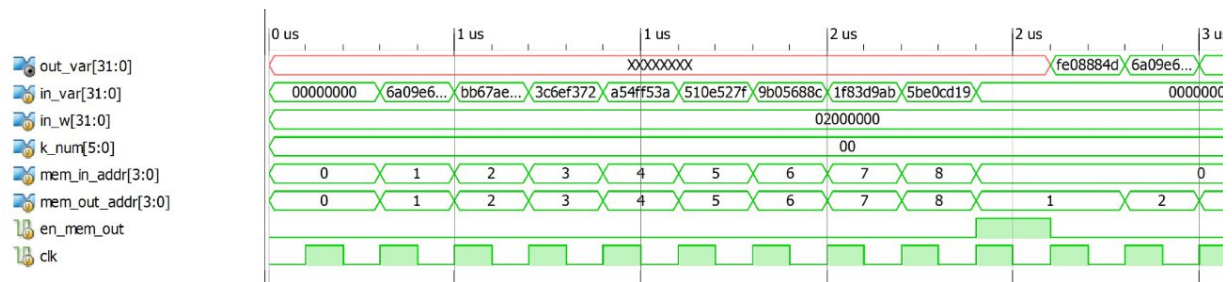 0 us 1 us 1 us 2 us 2 us 3 u
out_var[31:0] XXXXXXXX fe08884d 6a09e6...
in_var[31:0] 00000000 6a09e6... bb67ae... 3c6ef372 a54ff53a 510e527f 9b05688c 1f83d9ab 5be0cd19 0000000
in_w[31:0] 02000000
k_num[5:0] 00
mem_in_addr[3:0] 0 1 2 3 4 5 6 7 8 0
mem_out_addr[3:0] 0 1 2 3 4 5 6 7 8 1 2
en_mem_out
clk